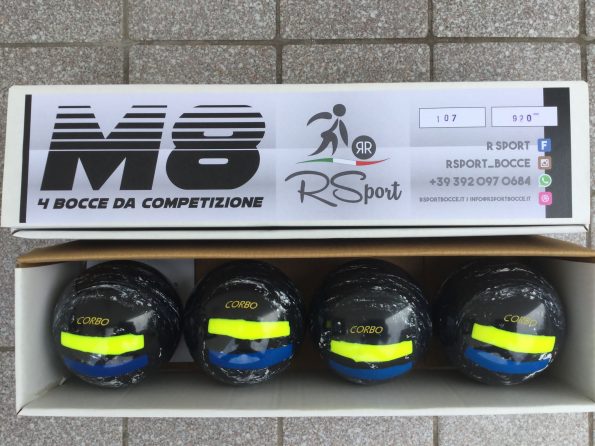 M8
4 BOCCE DA COMPETIZIONE
RR
RSport
107 920
R SPORT
RSPORT_BOCCE
+39 392 097 0684
RSPORTBOCCE.IT / INFO@RSPORTBOCCE.IT
CORBO CORBO CORBO CORBO